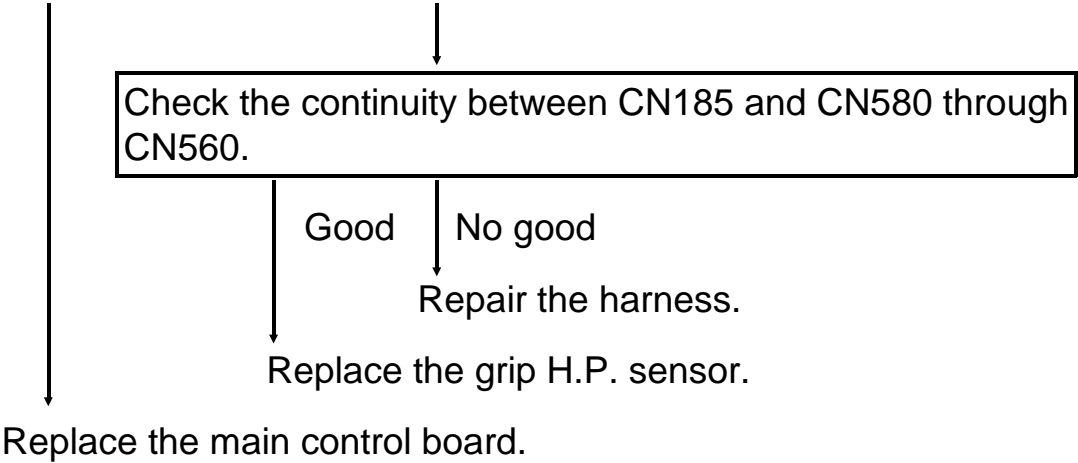 Check the continuity between CN185 and CN580 through
CN560.
Good
No good
Repair the harness.
Replace the grip H.P. sensor.
Replace the main control board.